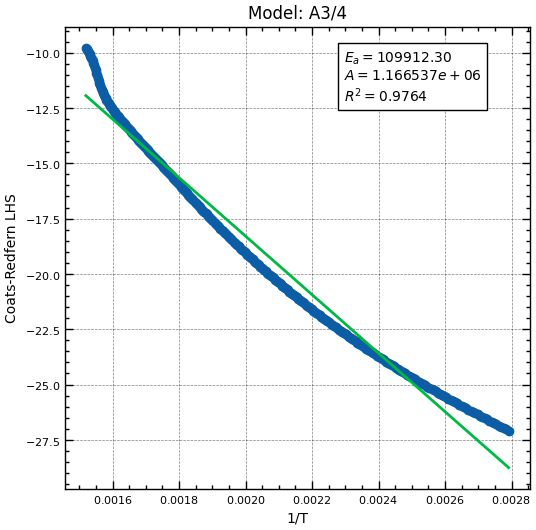 Model: A3/4
−10.0
−12.5
−15.0
−17.5
−20.0
−22.5
−25.0
−27.5
Coats-Redfern LHS
E_a = 109912.30
A = 1.166537e + 06
R² = 0.9764
0.0016 0.0018 0.0020 0.0022 0.0024 0.0026 0.0028
1/T